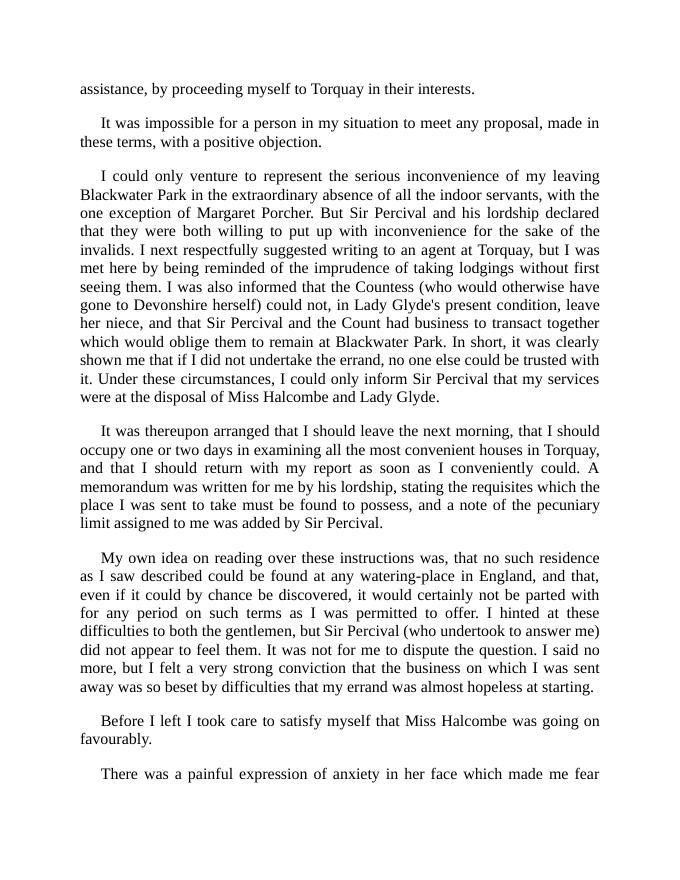 assistance, by proceeding myself to Torquay in their interests.
It was impossible for a person in my situation to meet any proposal, made in
these terms, with a positive objection.
I could only venture to represent the serious inconvenience of my leaving
Blackwater Park in the extraordinary absence of all the indoor servants, with the
one exception of Margaret Porcher. But Sir Percival and his lordship declared
that they were both willing to put up with inconvenience for the sake of the
invalids. I next respectfully suggested writing to an agent at Torquay, but I was
met here by being reminded of the imprudence of taking lodgings without first
seeing them. I was also informed that the Countess (who would otherwise have
gone to Devonshire herself) could not, in Lady Glyde's present condition, leave
her niece, and that Sir Percival and the Count had business to transact together
which would oblige them to remain at Blackwater Park. In short, it was clearly
shown me that if I did not undertake the errand, no one else could be trusted with
it. Under these circumstances, I could only inform Sir Percival that my services
were at the disposal of Miss Halcombe and Lady Glyde.
It was thereupon arranged that I should leave the next morning, that I should
occupy one or two days in examining all the most convenient houses in Torquay,
and that I should return with my report as soon as I conveniently could. A
memorandum was written for me by his lordship, stating the requisites which the
place I was sent to take must be found to possess, and a note of the pecuniary
limit assigned to me was added by Sir Percival.
My own idea on reading over these instructions was, that no such residence
as I saw described could be found at any watering-place in England, and that,
even if it could by chance be discovered, it would certainly not be parted with
for any period on such terms as I was permitted to offer. I hinted at these
difficulties to both the gentlemen, but Sir Percival (who undertook to answer me)
did not appear to feel them. It was not for me to dispute the question. I said no
more, but I felt a very strong conviction that the business on which I was sent
away was so beset by difficulties that my errand was almost hopeless at starting.
Before I left I took care to satisfy myself that Miss Halcombe was going on
favourably.
There was a painful expression of anxiety in her face which made me fear